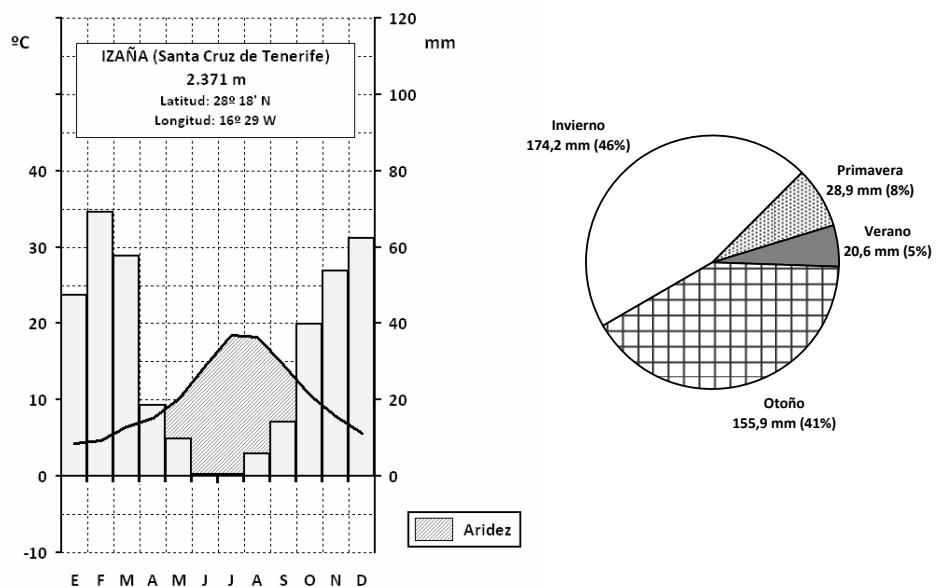 ºC
mm
IZAÑA (Santa Cruz de Tenerife)
2.371 m
Latitud: 28º 18' N
Longitud: 16º 29 W
40
30
20
10
0
-10
120
100
80
60
40
20
0
E F M A M J J A S O N D
Aridez
Invierno
174,2 mm (46%)
Primavera
28,9 mm (8%)
Verano
20,6 mm (5%)
Otoño
155,9 mm (41%)